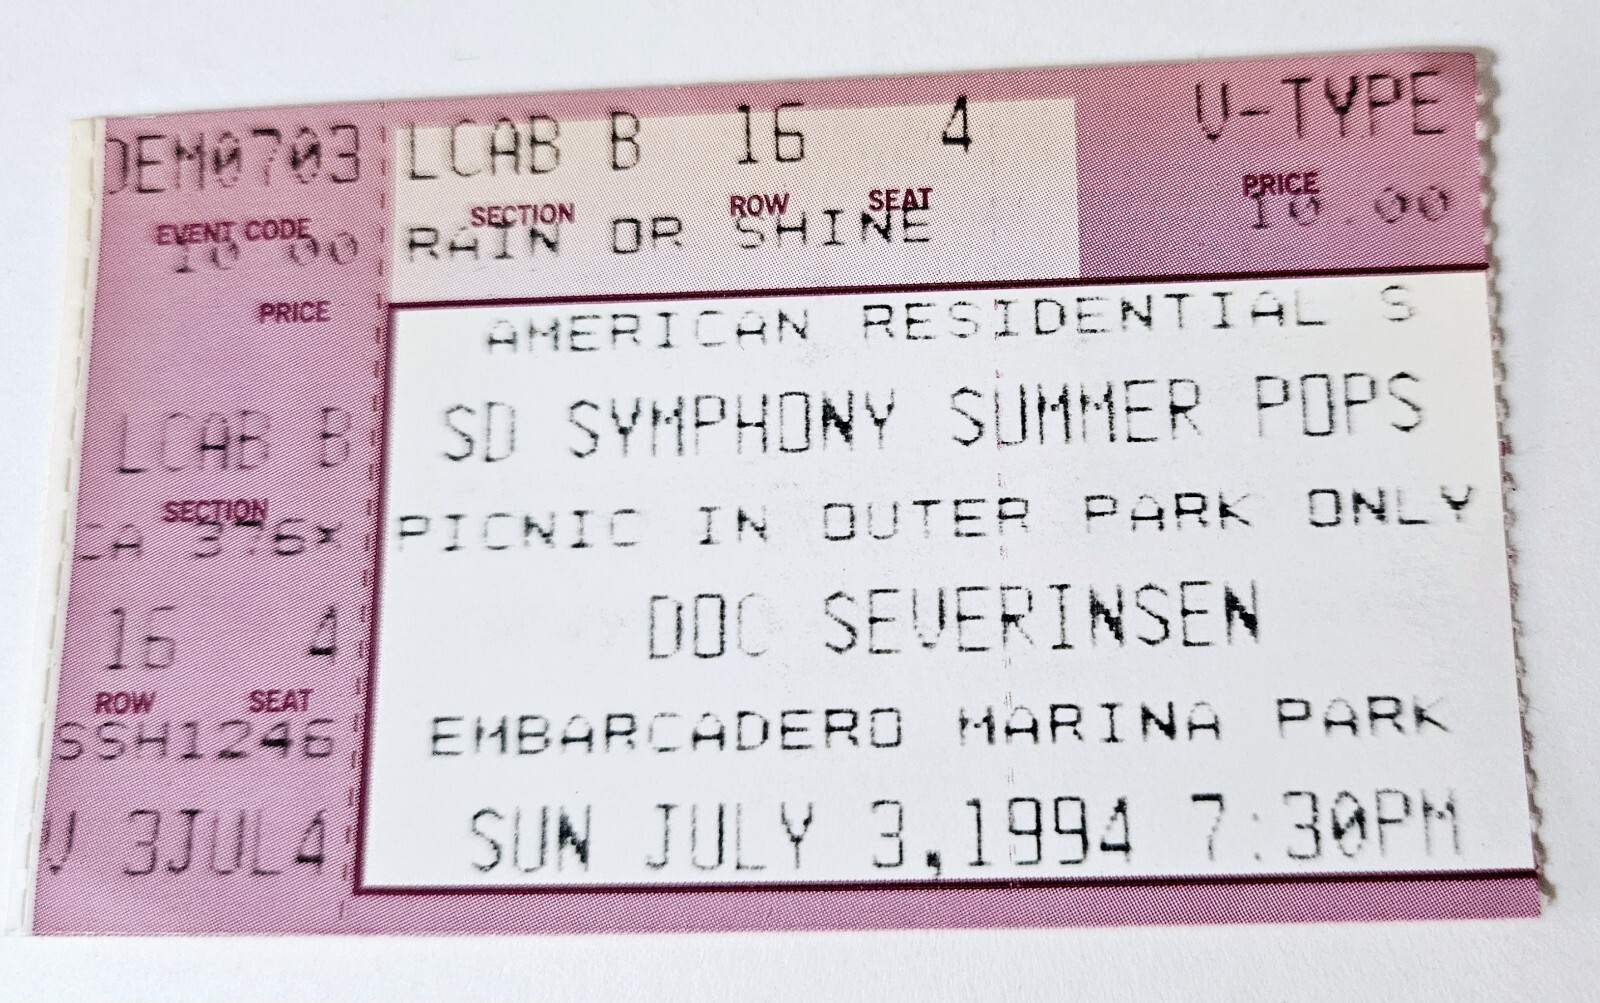 DEM0703
EVENT CODE
10 00
PRICE
LCAB B
SECTION
CA 376*
16 4
ROW SEAT
SSH1246
V 3JUL4
LCAB B 16 4 V-TYPE
SECTION ROW SEAT PRICE
RAIN OR SHINE 10.00
AMERICAN RESIDENTIAL S
SD SYMPHONY SUMMER POPS
PICNIC IN OUTER PARK ONLY
DOC SEVERINSEN
EMBARCADERO MARINA PARK
SUN JULY 3,1994 7:30PM